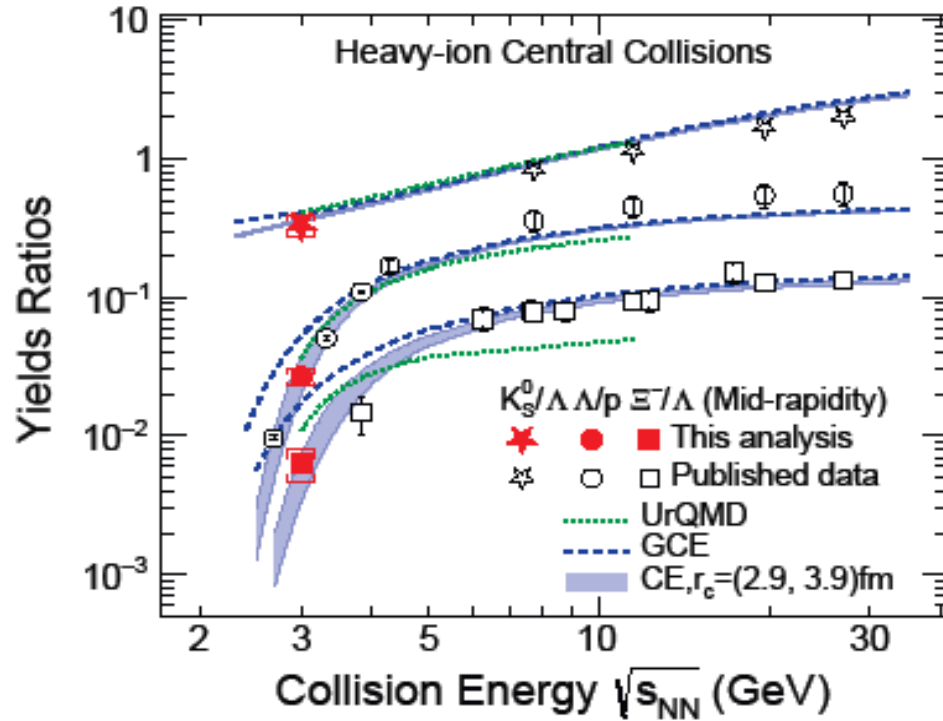 Heavy-ion Central Collisions
10
1
10⁻¹
10⁻²
10⁻³
Yields Ratios
K⁰S/Λ Λ/p Ξ⁻/Λ (Mid-rapidity)
This analysis
Published data
UrQMD
GCE
CE,rc=(2.9, 3.9)fm
2 3 5 10 20 30
Collision Energy √sNN (GeV)